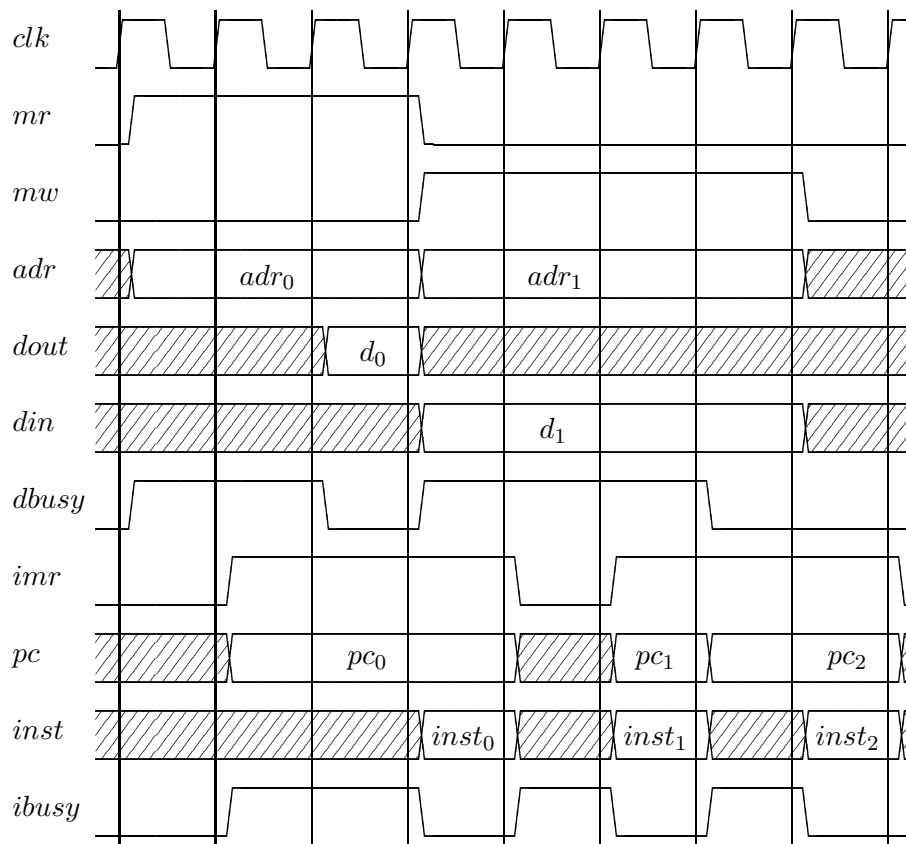 clk
mr
mw
adr adr₀ adr₁
dout d₀
din d₁
dbusy
imr
pc pc₀ pc₁ pc₂
inst inst₀ inst₁ inst₂
ibusy